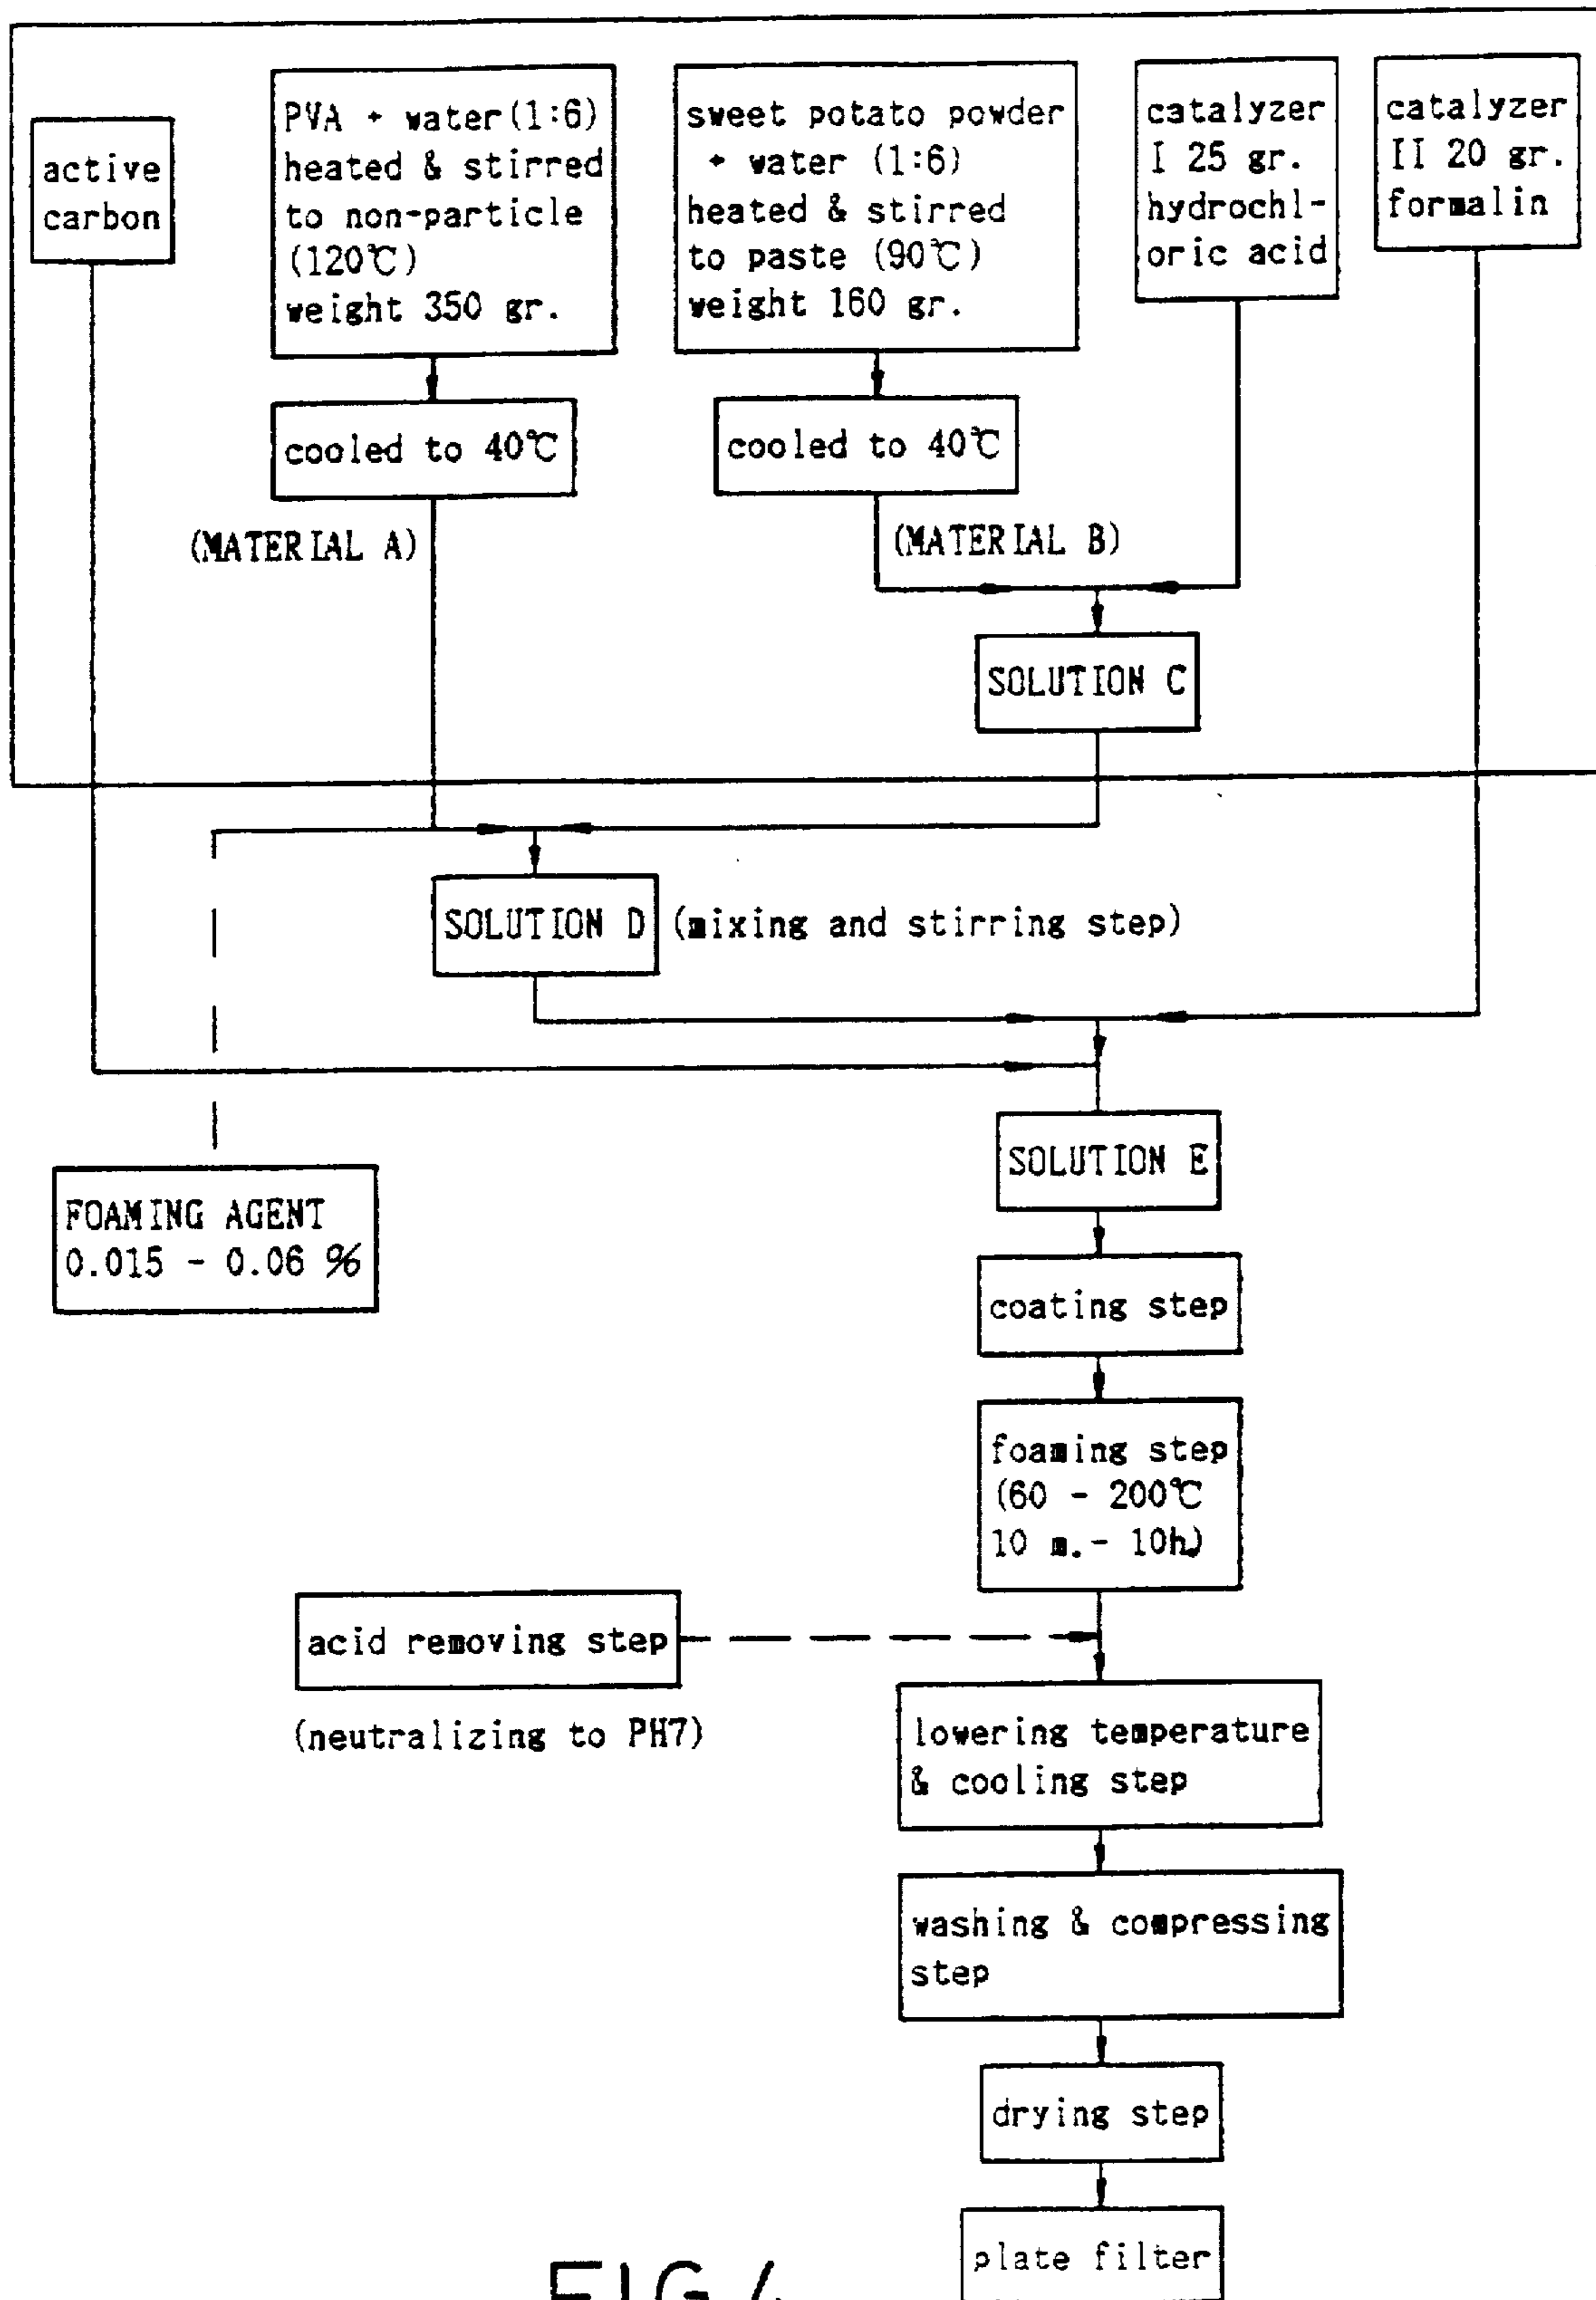 active
carbon
PVA + water(1:6)
heated & stirred
to non-particle
(120℃)
weight 350 gr.
sweet potato powder
+ water (1:6)
heated & stirred
to paste (90℃)
weight 160 gr.
catalyzer
I 25 gr.
hydrochl-
oric acid
catalyzer
II 20 gr.
formalin
cooled to 40℃
cooled to 40℃
(MATERIAL A)
(MATERIAL B)
SOLUTION C
SOLUTION D (mixing and stirring step)
SOLUTION E
FOAMING AGENT
0.015 - 0.06 %
coating step
foaming step
(60 - 200℃
10 m.- 10h.)
acid removing step
(neutralizing to PH7)
lowering temperature
& cooling step
washing & compressing
step
drying step
plate filter
FIG.4